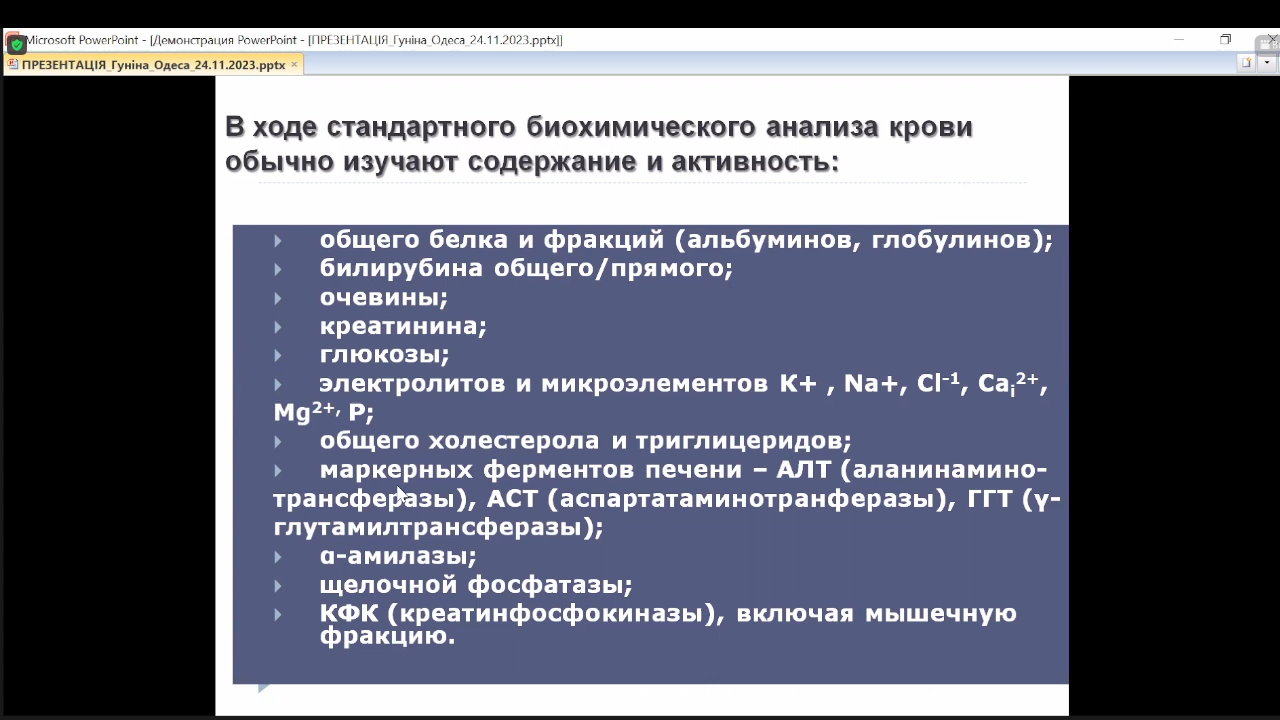 Microsoft PowerPoint - [Демонстрация PowerPoint - [ПРЕЗЕНТАЦІЯ_Гуніна_Одеса_24.11.2023.pptx]]
ПРЕЗЕНТАЦІЯ_Гуніна_Одеса_24.11.2023.pptx
В ходе стандартного биохимического анализа крови
обычно изучают содержание и активность:
общего белка и фракций (альбуминов, глобулинов);
билирубина общего/прямого;
очевины;
креатинина;
глюкозы;
электролитов и микроэлементов К+ , Na+, Cl⁻¹, Caᵢ²⁺,
Mg²⁺, P;
общего холестерола и триглицеридов;
маркерных ферментов печени – АЛТ (аланинамино-
трансферазы), АСТ (аспартатаминотранферазы), ГГТ (γ-
глутамилтрансферазы);
α-амилазы;
щелочной фосфатазы;
КФК (креатинфосфокиназы), включая мышечную
фракцию.